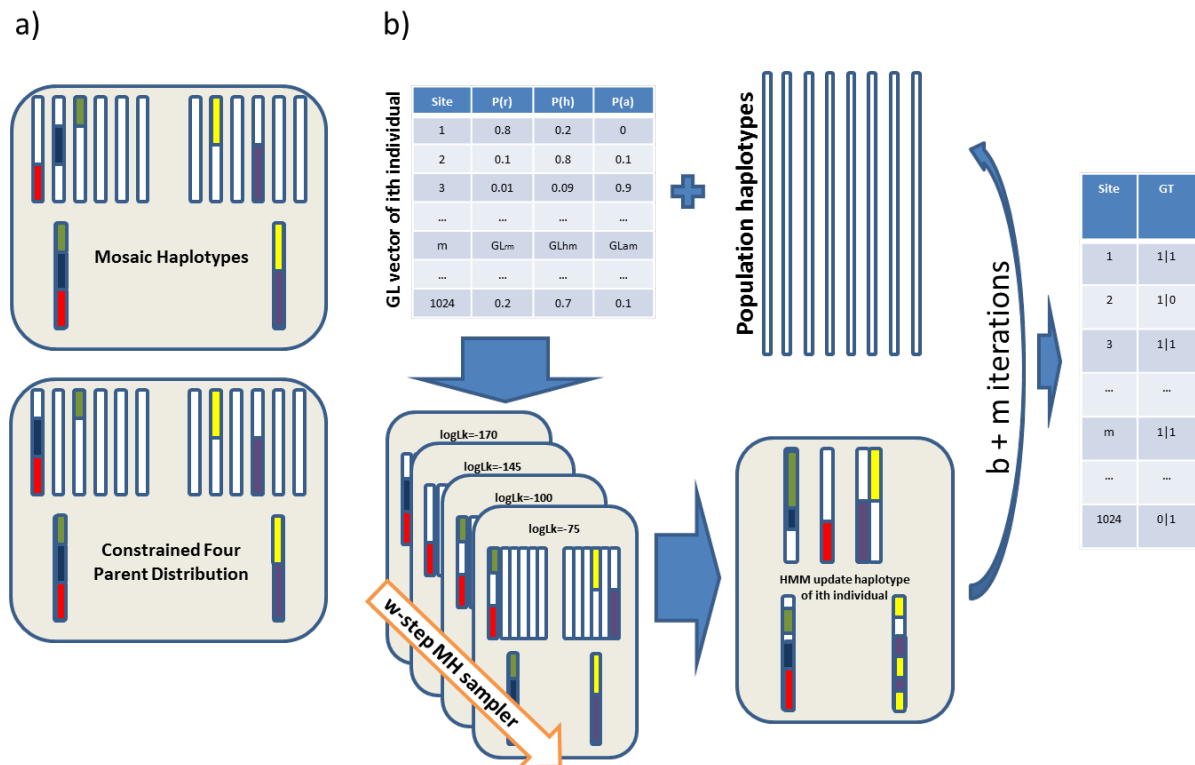 a)
b)
Mosaic Haplotypes
Constrained Four
Parent Distribution
GL vector of ith individual
Site P(r) P(h) P(a)
1 0.8 0.2 0
2 0.1 0.8 0.1
3 0.01 0.09 0.9
... ... ... ...
m GLrm GLhm GLam
... ... ... ...
1024 0.2 0.7 0.1
Population haplotypes
logLk=-170
logLk=-145
logLk=-100
logLk=-75
w-step MH sampler
HMM update haplotype
of ith individual
b + m iterations
Site GT
1 1|1
2 1|0
3 1|1
... ...
m 1|1
... ...
1024 0|1